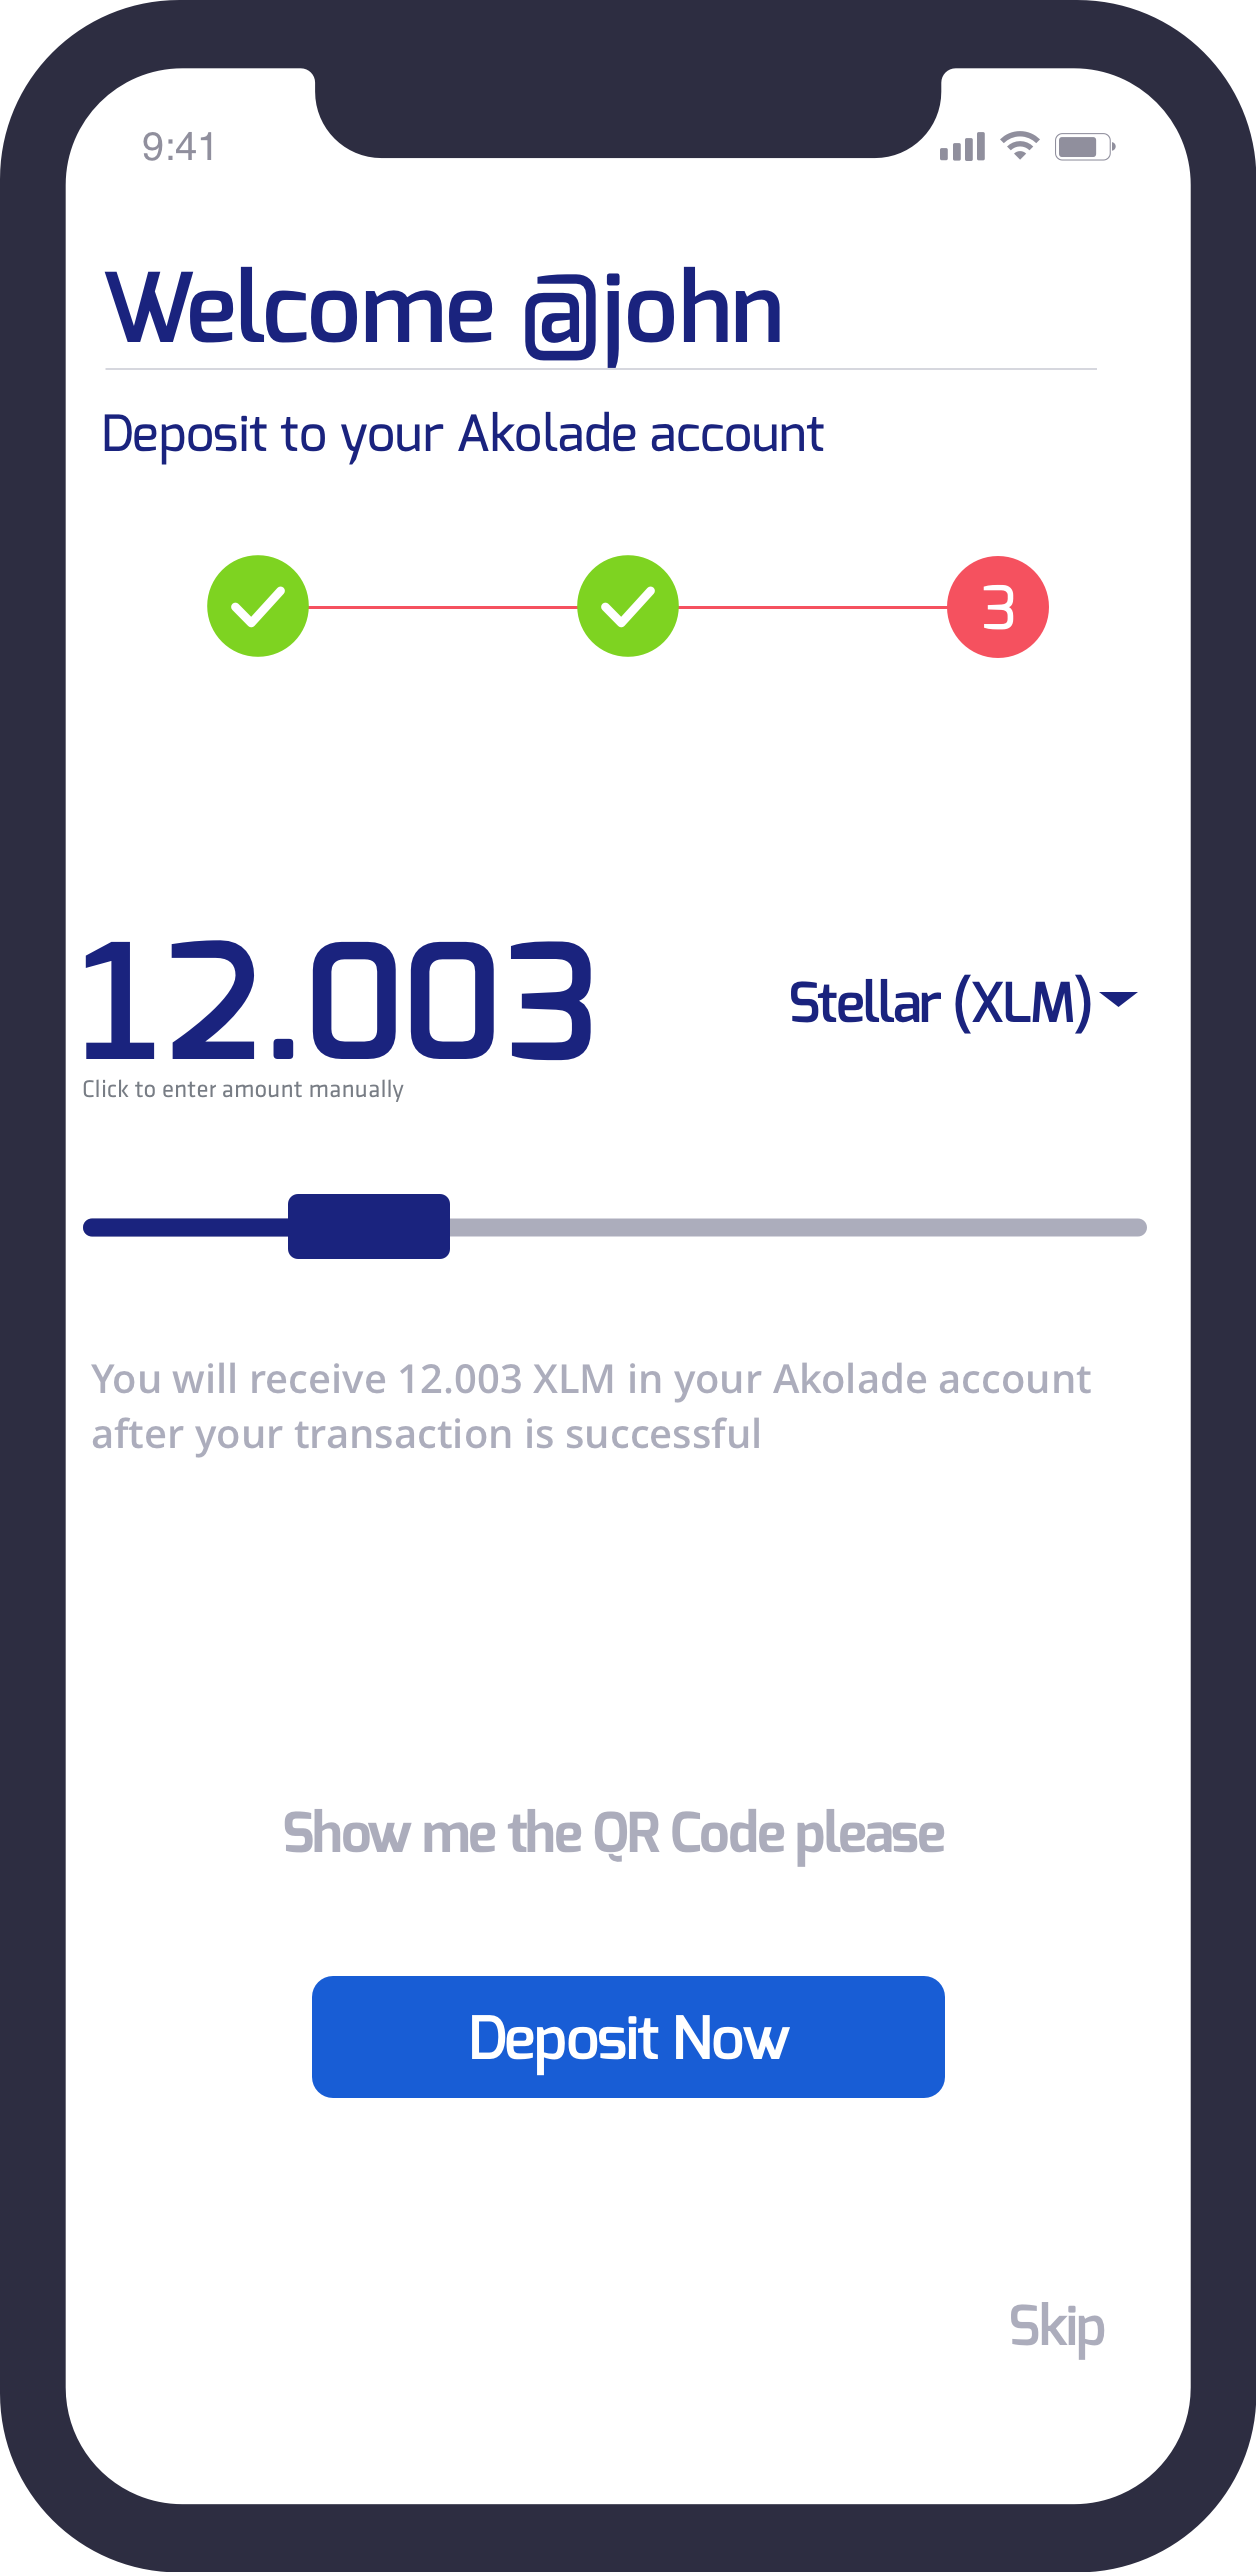 9:41
Welcome @john
Deposit to your Akolade account
3
12.003
Stellar (XLM)
Click to enter amount manually
You will receive 12.003 XLM in your Akolade account
after your transaction is successful
Show me the QR Code please
Deposit Now
Skip